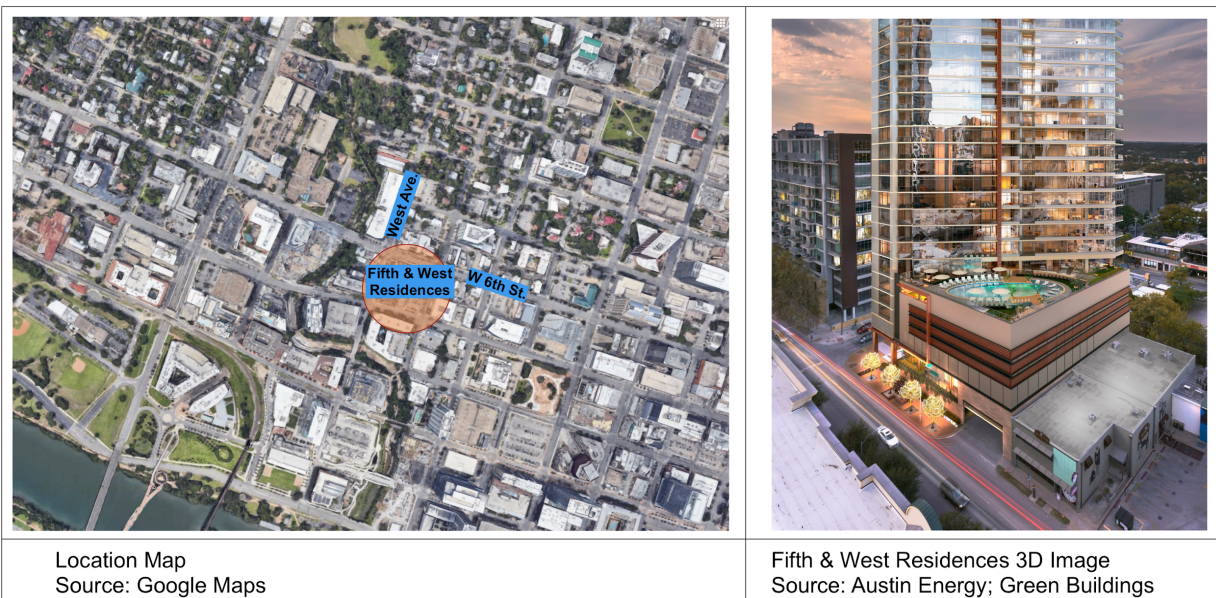 West Ave.
Fifth & West
Residences
W 6th St.
Location Map
Source: Google Maps
Fifth & West Residences 3D Image
Source: Austin Energy; Green Buildings